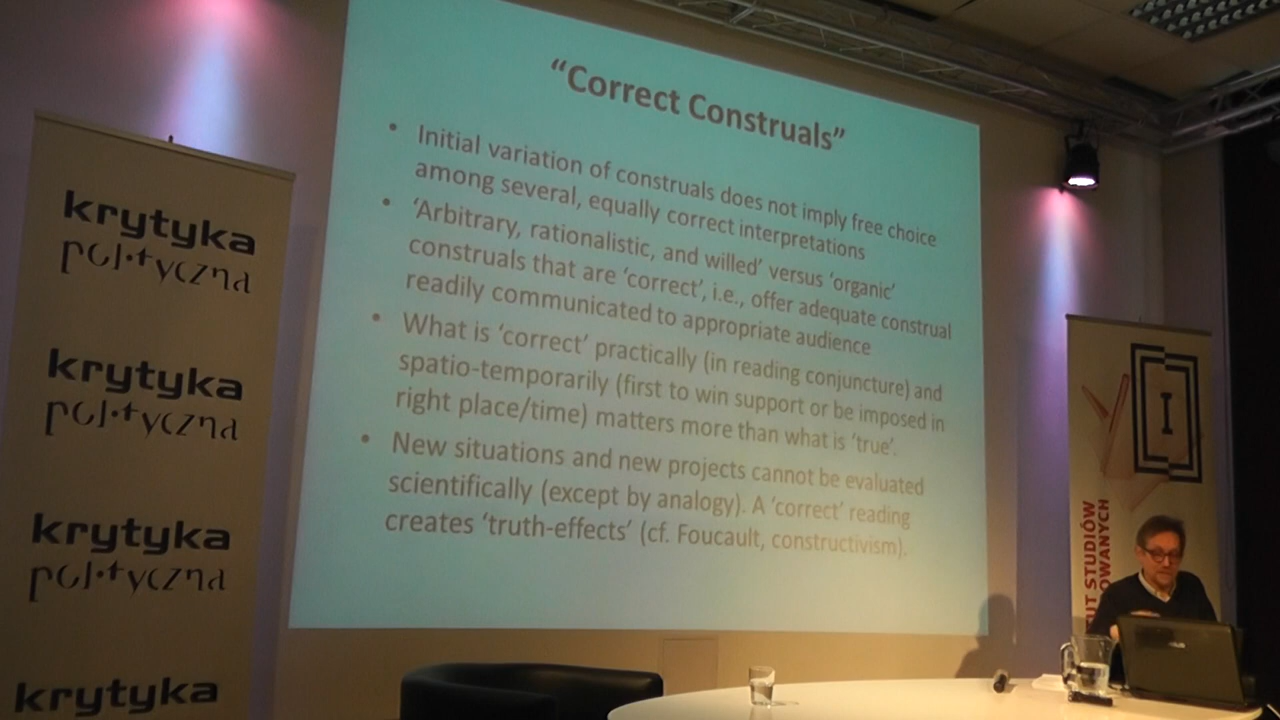 krytyka
polityczna
krytyka
polityczna
krytyka
polityczna
krytyka
“Correct Construals”
• Initial variation of construals does not imply free choice
among several, equally correct interpretations
• ‘Arbitrary, rationalistic, and willed’ versus ‘organic’
construals that are ‘correct’, i.e., offer adequate construal
readily communicated to appropriate audience
• What is ‘correct’ practically (in reading conjuncture) and
spatio-temporarily (first to win support or be imposed in
right place/time) matters more than what is ‘true’.
• New situations and new projects cannot be evaluated
scientifically (except by analogy). A ‘correct’ reading
creates ‘truth-effects’ (cf. Foucault, constructivism).
I
UT STUDIÓW
OWANYCH